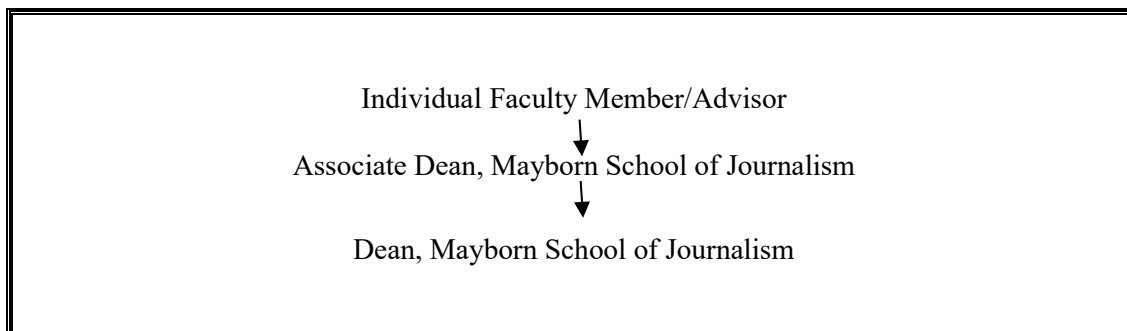 Individual Faculty Member/Advisor
Associate Dean, Mayborn School of Journalism
Dean, Mayborn School of Journalism